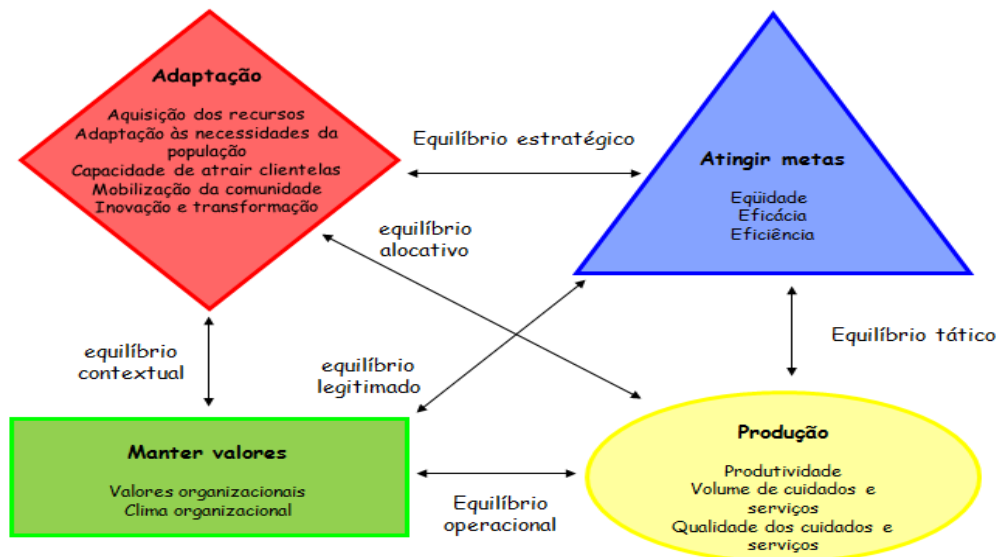 Adaptação
Aquisição dos recursos
Adaptação às necessidades da
população
Capacidade de atrair clientelas
Mobilização da comunidade
Inovação e transformação
Equilíbrio estratégico
Atingir metas
Eqüidade
Eficácia
Eficiência
equilíbrio
alocativo
equilíbrio
contextual
equilíbrio
legitimado
Equilíbrio tático
Manter valores
Valores organizacionais
Clima organizacional
Equilíbrio
operacional
Produção
Produtividade
Volume de cuidados e
serviços
Qualidade dos cuidados e
serviços